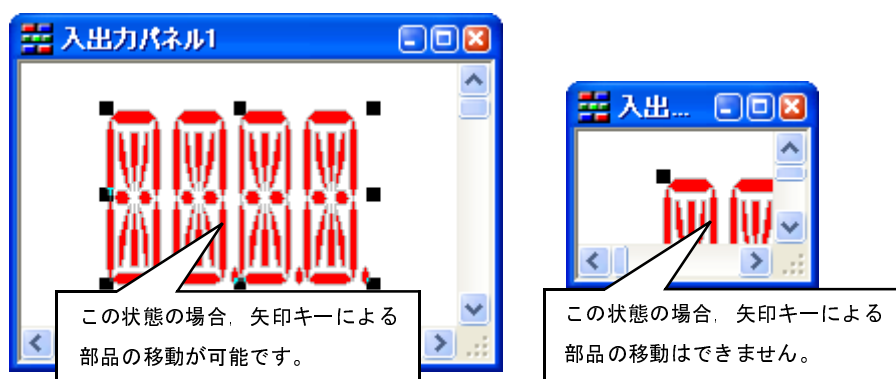 入出力パネル1
この状態の場合，矢印キーによる
部品の移動が可能です。
入出...
この状態の場合，矢印キーによる
部品の移動はできません。